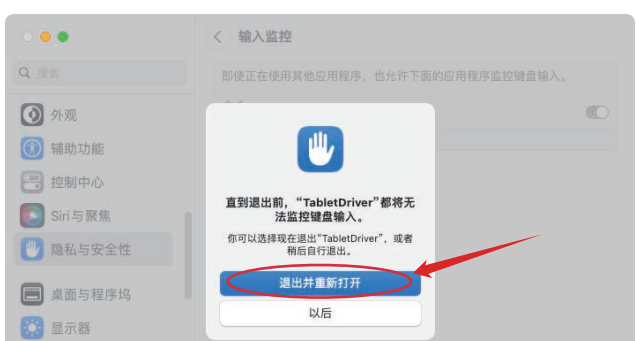 输入监控
搜索
即使正在使用其他应用程序，也允许下面的应用程序监控键盘输入。
外观
辅助功能
控制中心
Siri与聚焦
隐私与安全性
桌面与程序坞
显示器
直到退出前，“TabletDriver”都将无
法监控键盘输入。
你可以选择现在退出“TabletDriver”，或者
稍后自行退出。
退出并重新打开
以后